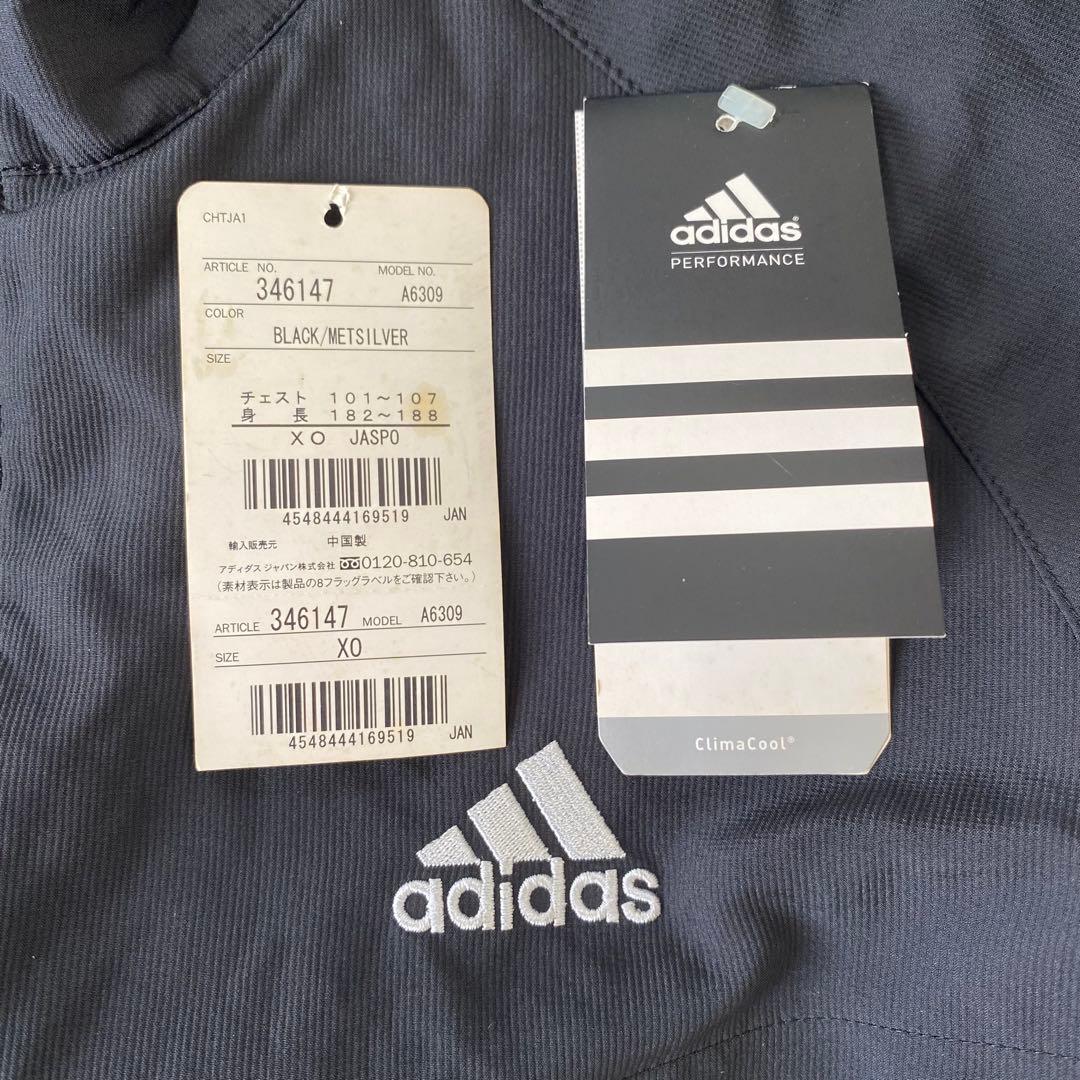 CHTJA1
ARTICLE NO. MODEL NO.
346147 A6309
COLOR
BLACK/METSILVER
SIZE
チェスト 101～107
身 長 182～188
XO JASPO
4548444169519 JAN
輸入販売元 中国製
アディダス ジャパン株式会社 0120-810-654
(素材表示は製品の8フラッグラベルをご確認下さい。)
ARTICLE 346147 MODEL A6309
SIZE XO
4548444169519 JAN
adidas®
PERFORMANCE
ClimaCool®
adidas